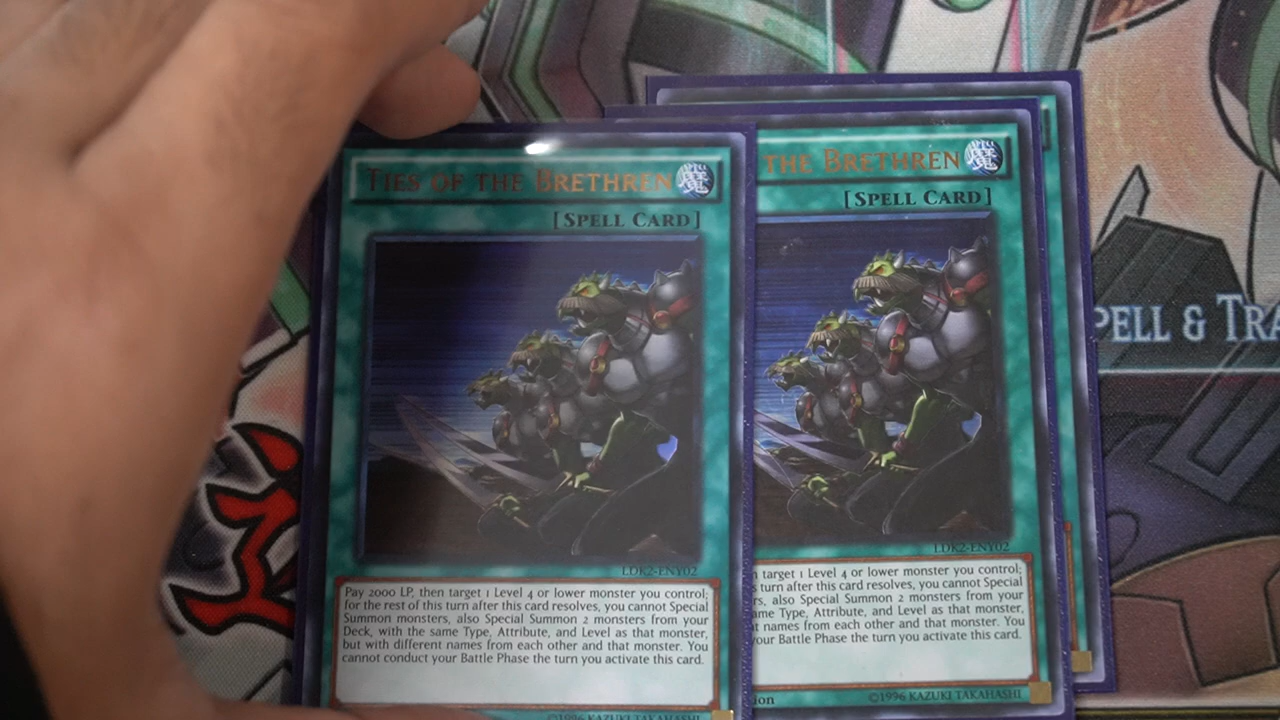 TIES OF THE BRETHREN 魔
[SPELL CARD]
LDK2-ENY02
Pay 2000 LP, then target 1 Level 4 or lower monster you control;
for the rest of this turn after this card resolves, you cannot Special
Summon monsters, also Special Summon 2 monsters from your
Deck, with the same Type, Attribute, and Level as that monster,
but with different names from each other and that monster. You
cannot conduct your Battle Phase the turn you activate this card.
©1996 KAZUKI TAKAHASHI
THE BRETHREN 魔
[SPELL CARD]
LDK2-ENY02
target 1 Level 4 or lower monster you control;
turn after this card resolves, you cannot Special
also Special Summon 2 monsters from your
Type, Attribute, and Level as that monster,
names from each other and that monster. You
your Battle Phase the turn you activate this card.
©1996 KAZUKI TAKAHASHI
SPELL & TRA